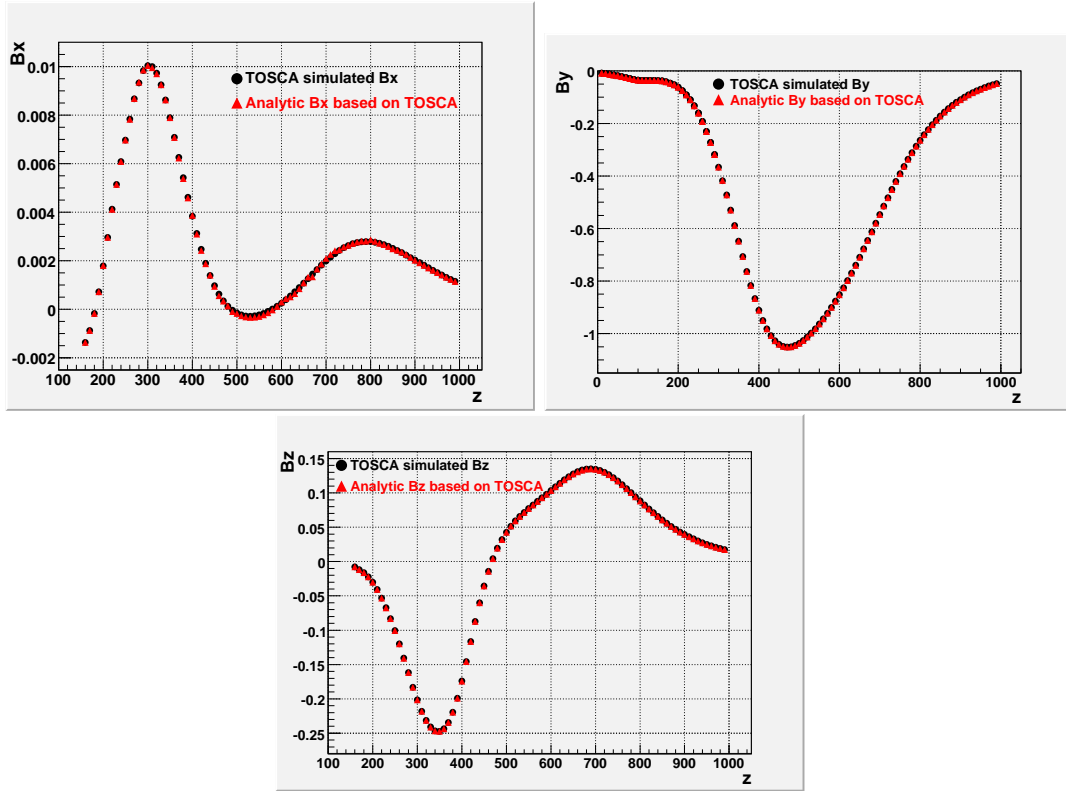 Bx
TOSCA simulated Bx
Analytic Bx based on TOSCA
0.01
0.008
0.006
0.004
0.002
0
-0.002
100 200 300 400 500 600 700 800 900 1000
z
By
TOSCA simulated By
Analytic By based on TOSCA
0
-0.2
-0.4
-0.6
-0.8
-1
0 200 400 600 800 1000
z
Bz
TOSCA simulated Bz
Analytic Bz based on TOSCA
0.15
0.1
0.05
0
-0.05
-0.1
-0.15
-0.2
-0.25
100 200 300 400 500 600 700 800 900 1000
z